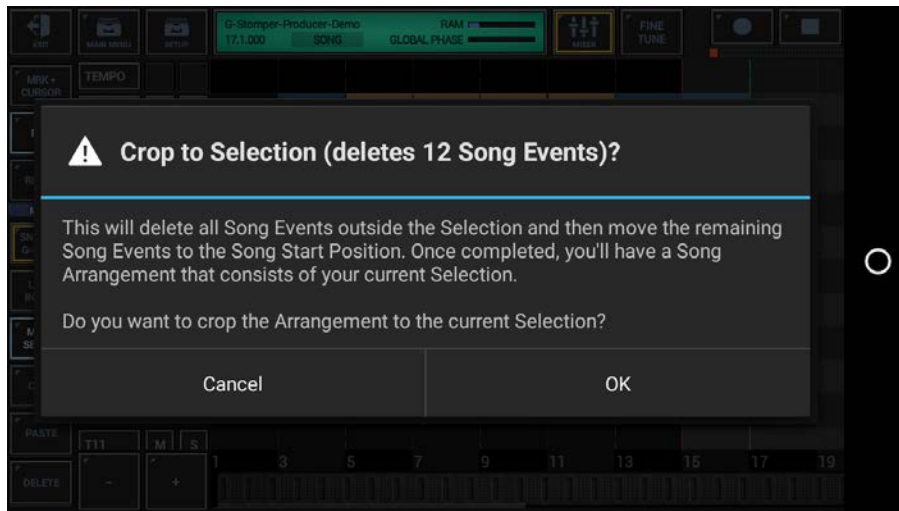 EXIT
MAIN MENU
SETUP
G-Stomper-Producer-Demo
RAM
17.1.000
SONG
GLOBAL PHASE
MIXER
FINE
TUNE
MRK +
CURSOR
TEMPO
Crop to Selection (deletes 12 Song Events)?
This will delete all Song Events outside the Selection and then move the remaining
Song Events to the Song Start Position. Once completed, you'll have a Song
Arrangement that consists of your current Selection.
Do you want to crop the Arrangement to the current Selection?
Cancel
OK
PASTE
T11
M
S
DELETE
-
+
1 3 5 7 9 11 13 15 17 19